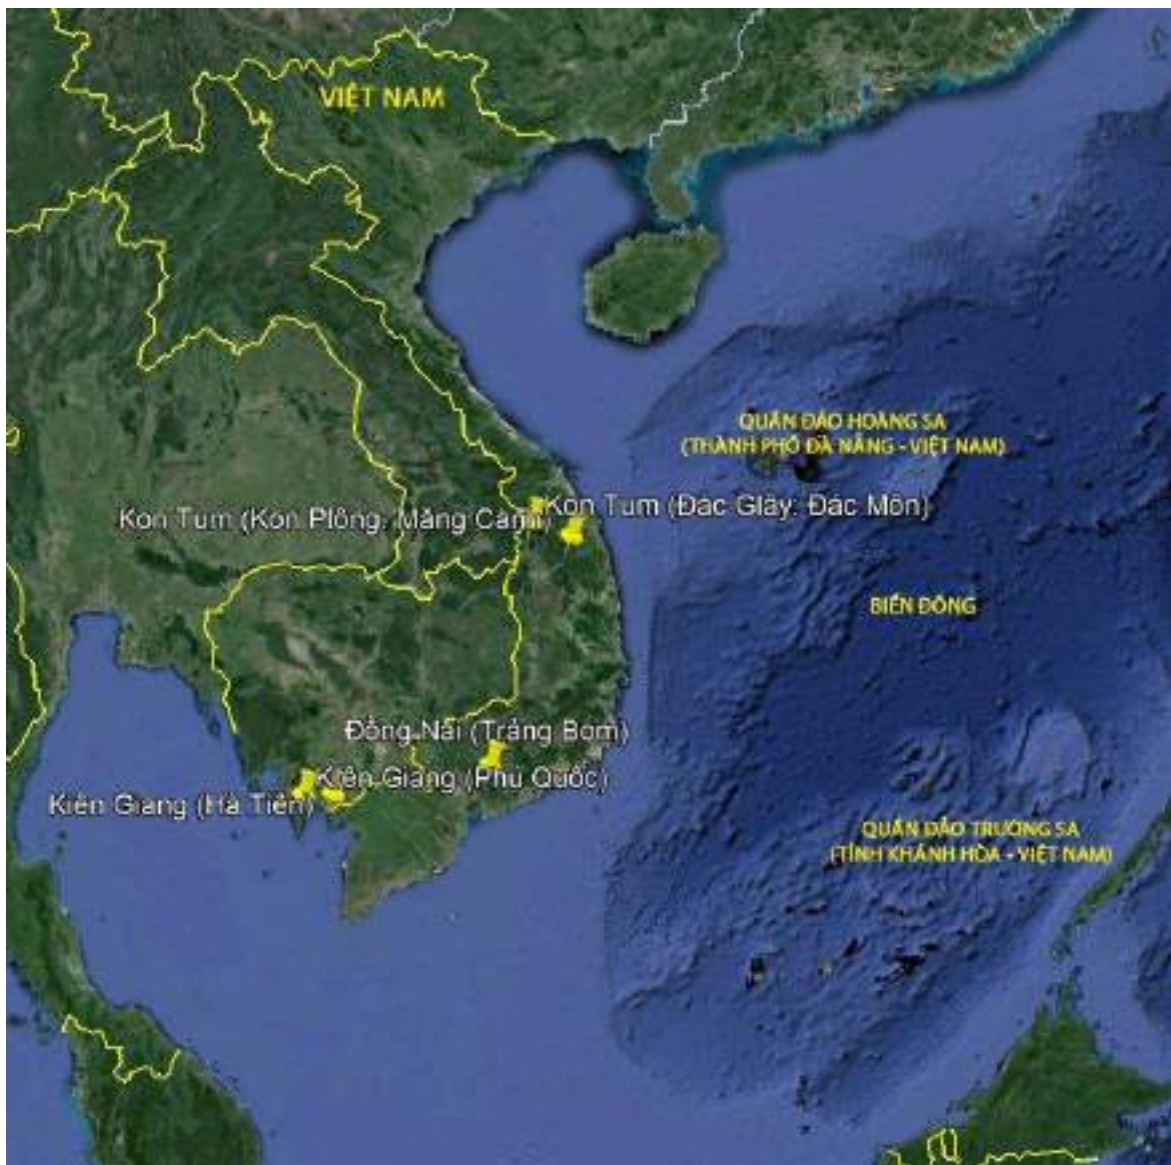 VIỆT NAM
QUẦN ĐẢO HOÀNG SA
(THÀNH PHỐ ĐÀ NẴNG - VIỆT NAM)
Kon Tum (Đác Glây: Đác Môn)
Kon Tum (Kon Plông: Măng Cành)
BIỂN ĐÔNG
Đồng Nai (Trảng Bom)
Kiên Giang (Phú Quốc)
Kiên Giang (Hà Tiên)
QUẦN ĐẢO TRƯỜNG SA
(TỈNH KHÁNH HÒA - VIỆT NAM)